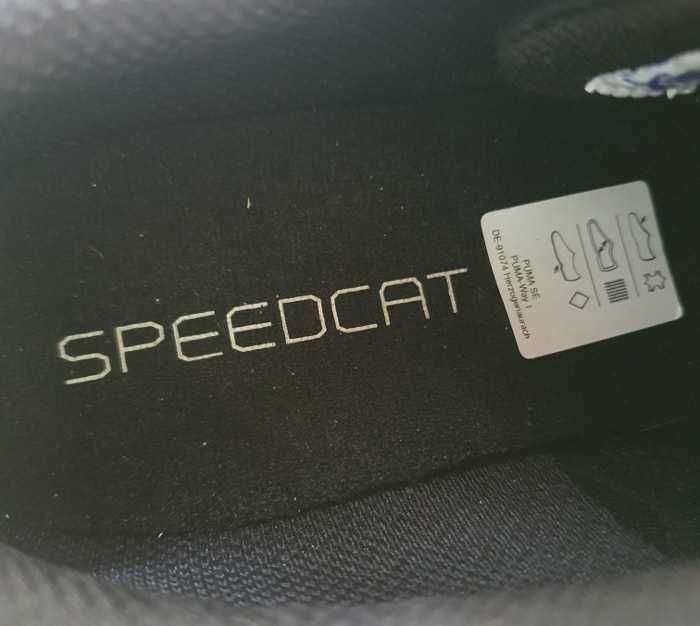 SPEEDCAT
PUMA SE
PUMA-Way 1
DE-91074 Herzogenaurach